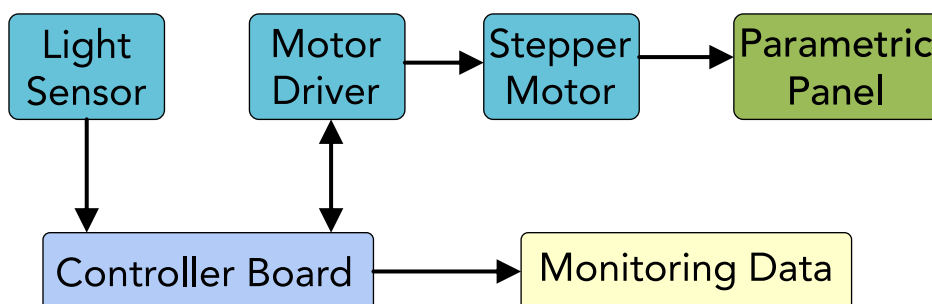 Light
Sensor
Motor
Driver
Stepper
Motor
Parametric
Panel
Controller Board
Monitoring Data